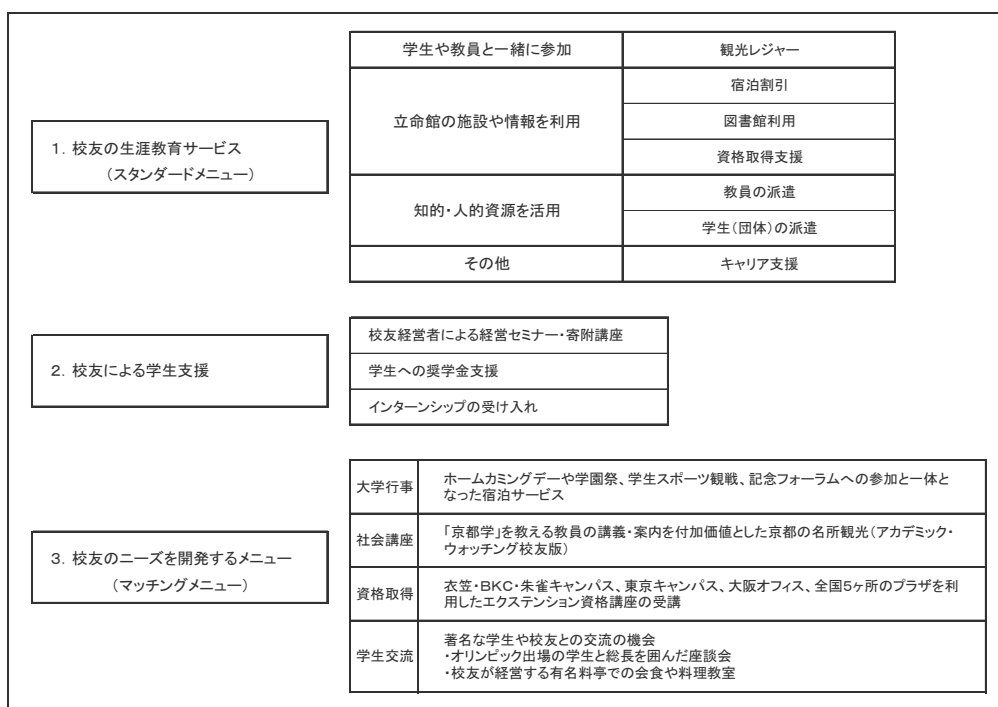 学生や教員と一緒に参加
観光レジャー
1．校友の生涯教育サービス
（スタンダードメニュー）
立命館の施設や情報を利用
宿泊割引
図書館利用
資格取得支援
知的・人的資源を活用
教員の派遣
学生（団体）の派遣
その他
キャリア支援
2．校友による学生支援
校友経営者による経営セミナー・寄附講座
学生への奨学金支援
インターンシップの受け入れ
3．校友のニーズを開発するメニュー
（マッチングメニュー）
大学行事
ホームカミングデーや学園祭、学生スポーツ観戦、記念フォーラムへの参加と一体と
なった宿泊サービス
社会講座
「京都学」を教える教員の講義・案内を付加価値とした京都の名所観光（アカデミック・
ウォッチング校友版）
資格取得
衣笠・BKC・朱雀キャンパス、東京キャンパス、大阪オフィス、全国5ヶ所のプラザを利
用したエクステンション資格講座の受講
学生交流
著名な学生や校友との交流の機会
・オリンピック出場の学生と総長を囲んだ座談会
・校友が経営する有名料亭での会食や料理教室